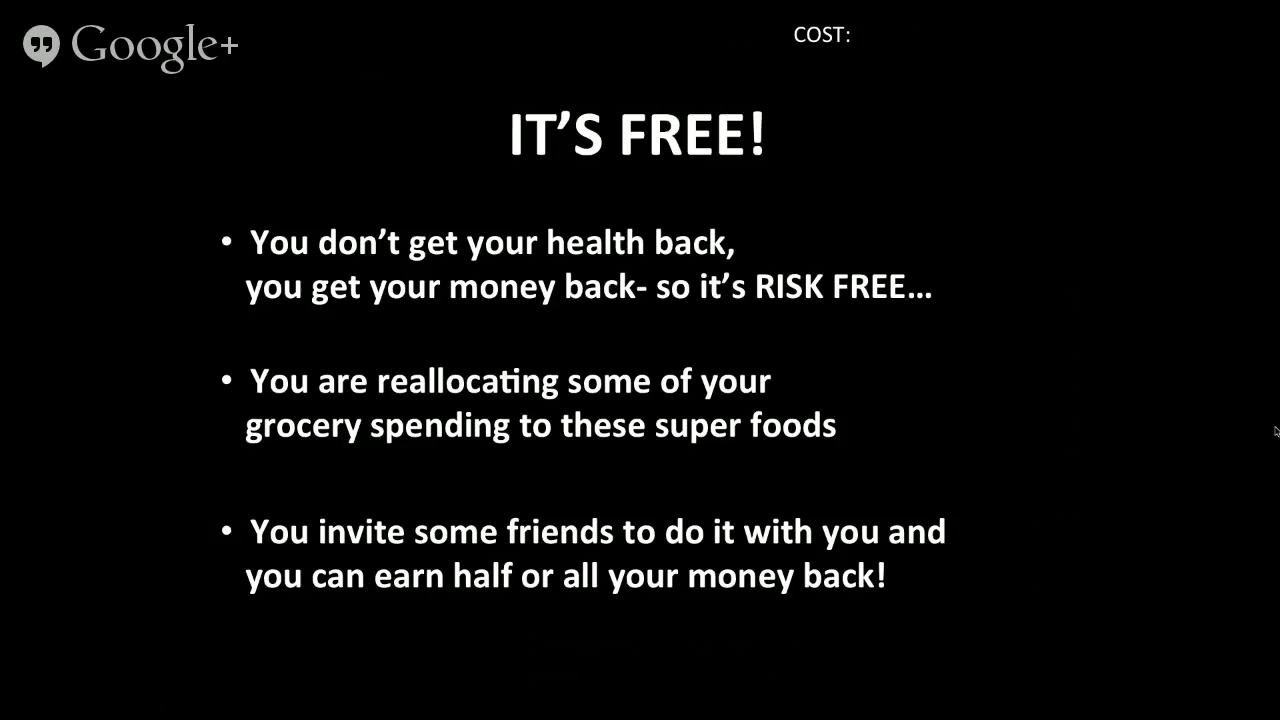 Google+
COST:
IT'S FREE!
• You don't get your health back,
you get your money back- so it's RISK FREE...
• You are reallocating some of your
grocery spending to these super foods
• You invite some friends to do it with you and
you can earn half or all your money back!